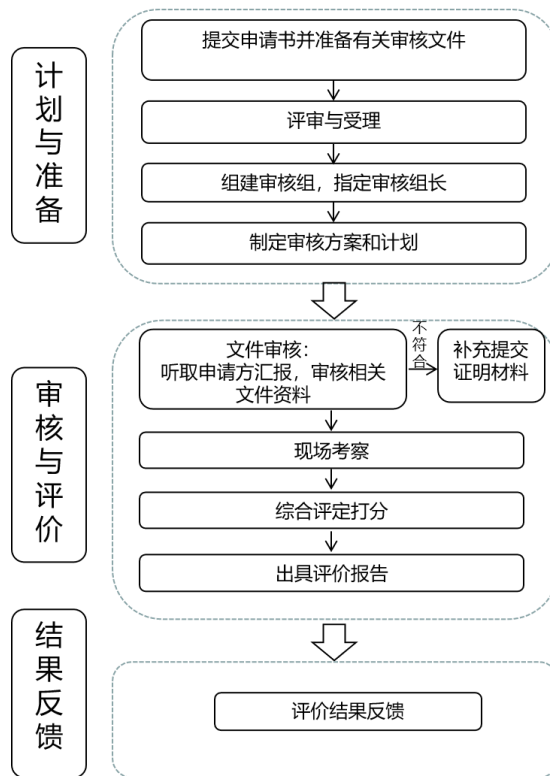 计划与准备
提交申请书并准备有关审核文件
评审与受理
组建审核组，指定审核组长
制定审核方案和计划
审核与评价
文件审核：
听取申请方汇报，审核相关
文件资料
不符合
补充提交
证明材料
现场考察
综合评定打分
出具评价报告
结果反馈
评价结果反馈